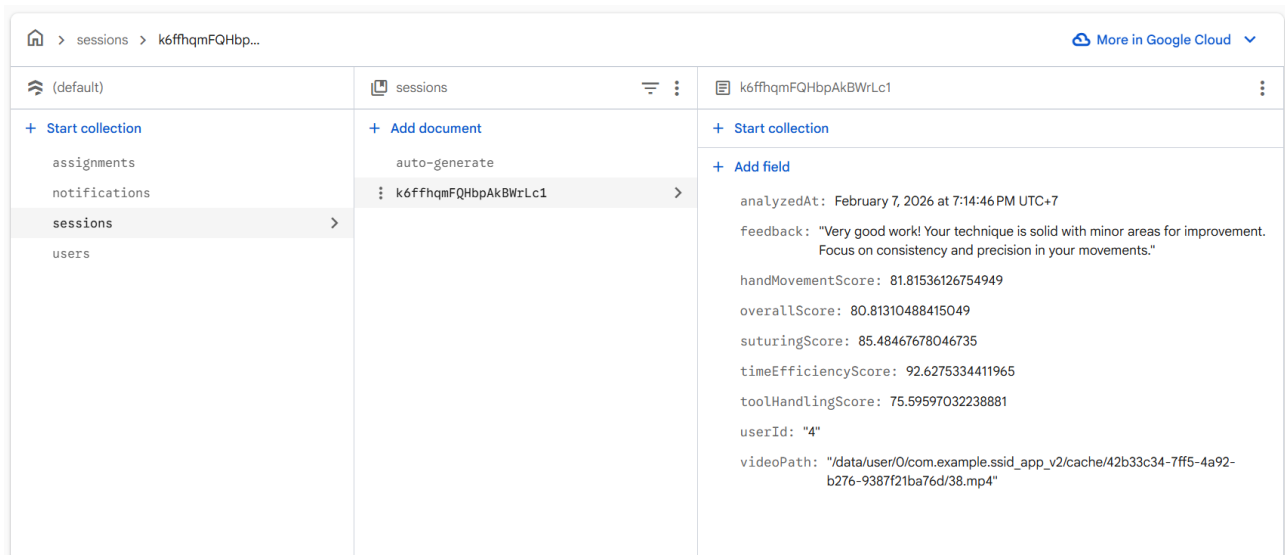 sessions > k6ffhqmFQHbp...
More in Google Cloud
(default)
sessions
k6ffhqmFQHbpAkBWrLc1
+ Start collection
assignments
notifications
sessions
users
+ Add document
auto-generate
k6ffhqmFQHbpAkBWrLc1
+ Start collection
+ Add field
analyzedAt: February 7, 2026 at 7:14:46 PM UTC+7
feedback: "Very good work! Your technique is solid with minor areas for improvement.
Focus on consistency and precision in your movements."
handMovementScore: 81.81536126754949
overallScore: 80.81310488415049
suturingScore: 85.48467678046735
timeEfficiencyScore: 92.6275334411965
toolHandlingScore: 75.59597032238881
userId: "4"
videoPath: "/data/user/0/com.example.ssid_app_v2/cache/42b33c34-7ff5-4a92-
b276-9387f21ba76d/38.mp4"